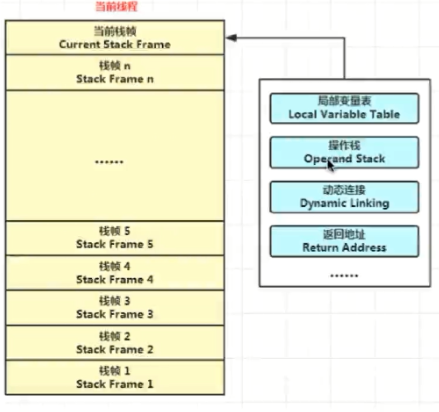 当前线程
当前栈帧
Current Stack Frame
栈帧 n
Stack Frame n
......
栈帧 5
Stack Frame 5
栈帧 4
Stack Frame 4
栈帧 3
Stack Frame 3
栈帧 2
Stack Frame 2
栈帧 1
Stack Frame 1
局部变量表
Local Variable Table
操作栈
Operand Stack
动态连接
Dynamic Linking
返回地址
Return Address
......